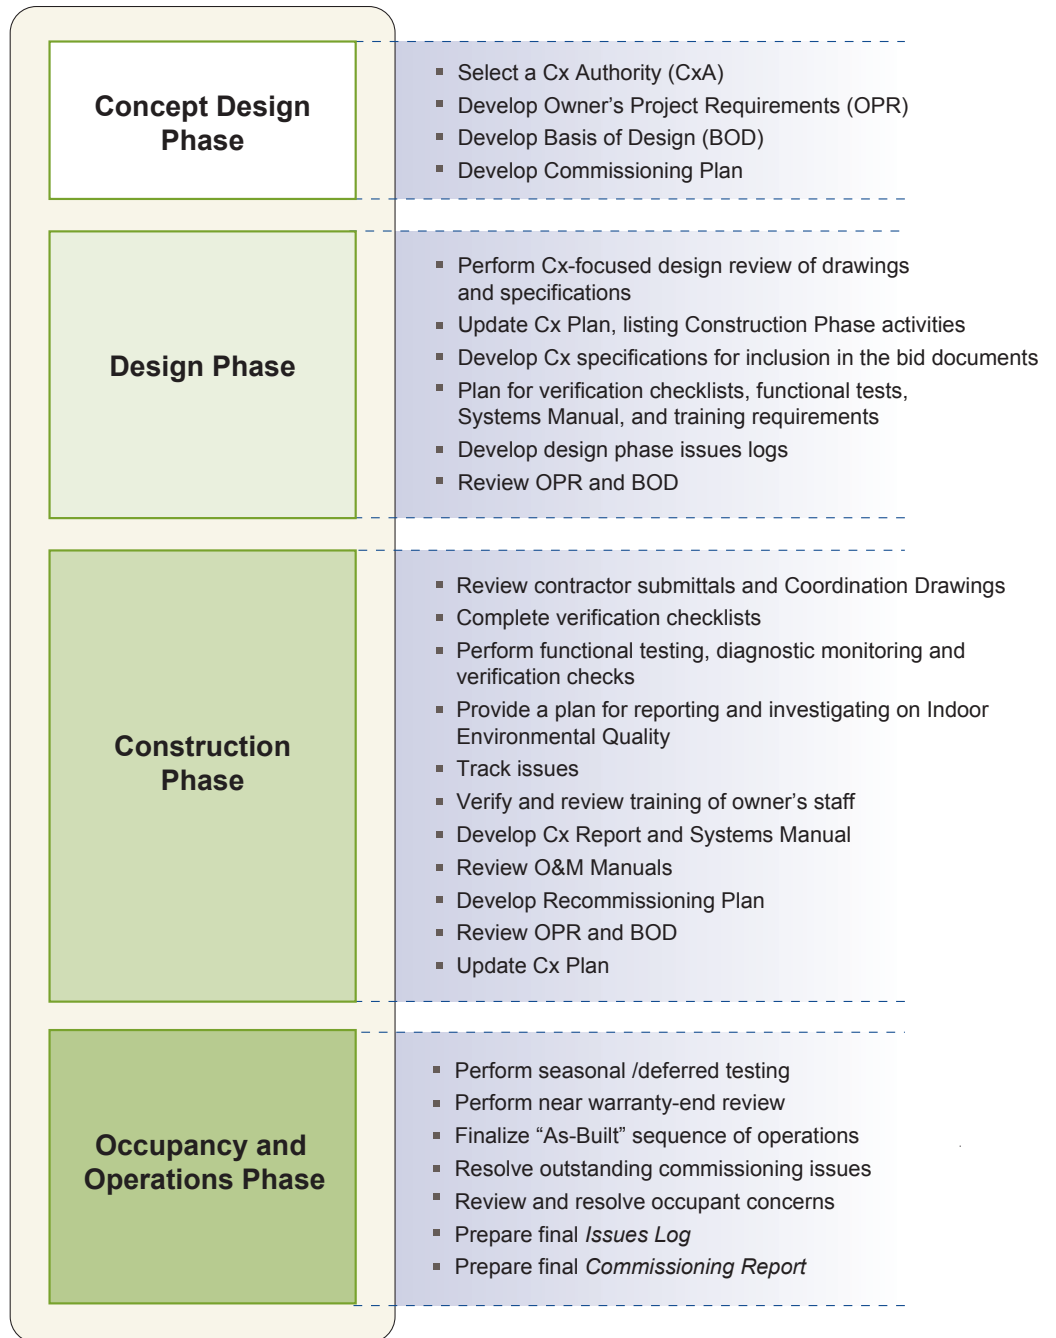 Concept Design
Phase
▪ Select a Cx Authority (CxA)
▪ Develop Owner’s Project Requirements (OPR)
▪ Develop Basis of Design (BOD)
▪ Develop Commissioning Plan
Design Phase
▪ Perform Cx-focused design review of drawings
and specifications
▪ Update Cx Plan, listing Construction Phase activities
▪ Develop Cx specifications for inclusion in the bid documents
▪ Plan for verification checklists, functional tests,
Systems Manual, and training requirements
▪ Develop design phase issues logs
▪ Review OPR and BOD
Construction
Phase
▪ Review contractor submittals and Coordination Drawings
▪ Complete verification checklists
▪ Perform functional testing, diagnostic monitoring and
verification checks
▪ Provide a plan for reporting and investigating on Indoor
Environmental Quality
▪ Track issues
▪ Verify and review training of owner’s staff
▪ Develop Cx Report and Systems Manual
▪ Review O&M Manuals
▪ Develop Recommissioning Plan
▪ Review OPR and BOD
▪ Update Cx Plan
Occupancy and
Operations Phase
▪ Perform seasonal /deferred testing
▪ Perform near warranty-end review
▪ Finalize “As-Built” sequence of operations
▪ Resolve outstanding commissioning issues
▪ Review and resolve occupant concerns
▪ Prepare final Issues Log
▪ Prepare final Commissioning Report